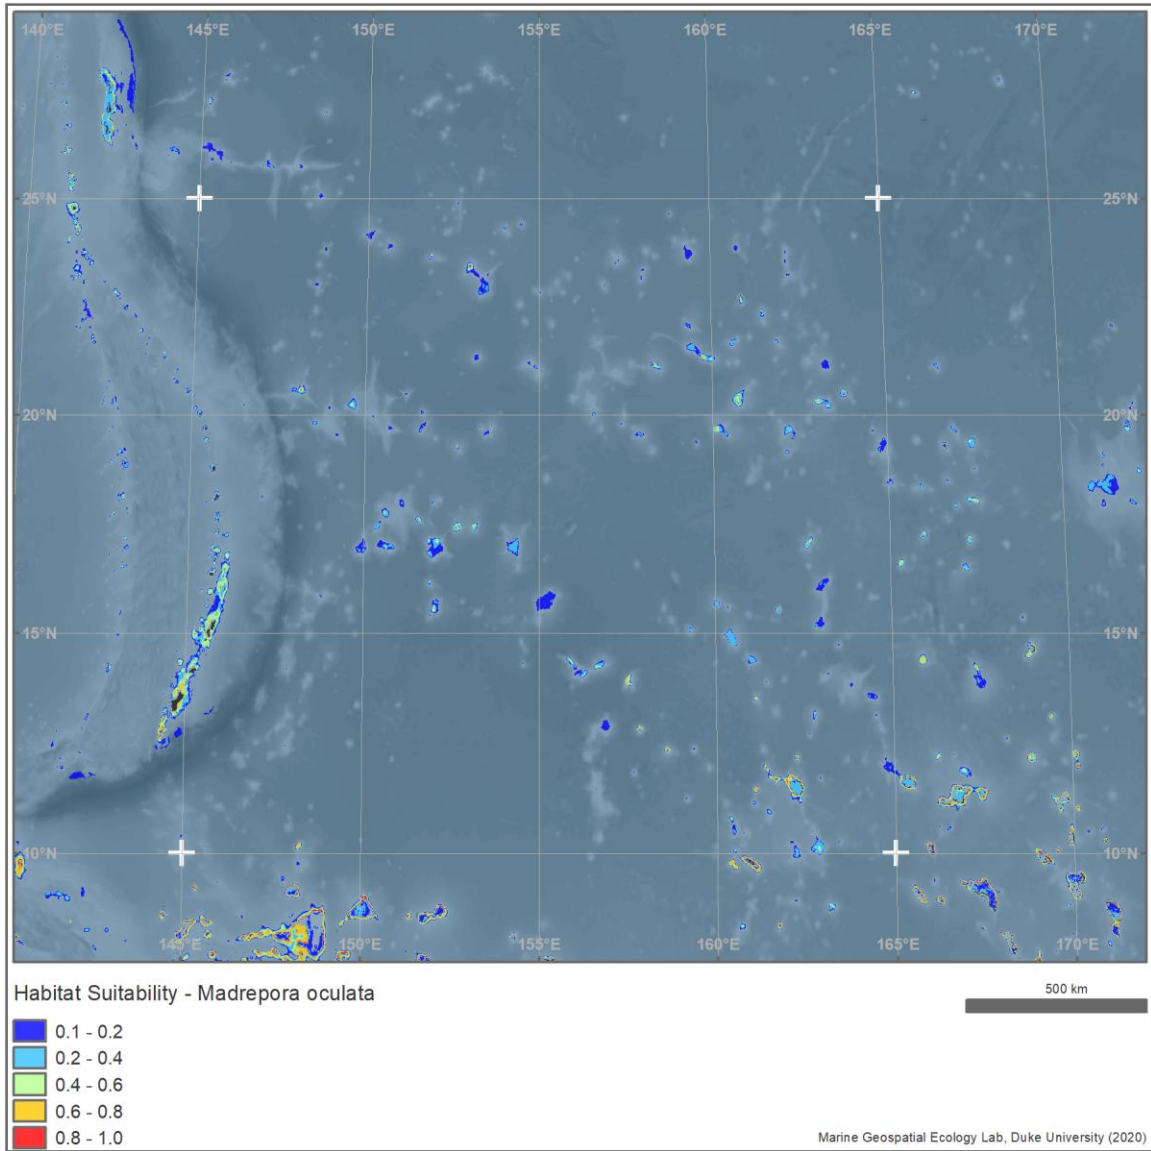 140°E 145°E 150°E 155°E 160°E 165°E 170°E
25°N 25°N
20°N 20°N
15°N 15°N
10°N 10°N
145°E 150°E 155°E 160°E 165°E 170°E
Habitat Suitability - Madrepora oculata
500 km
0.1 - 0.2
0.2 - 0.4
0.4 - 0.6
0.6 - 0.8
0.8 - 1.0
Marine Geospatial Ecology Lab, Duke University (2020)